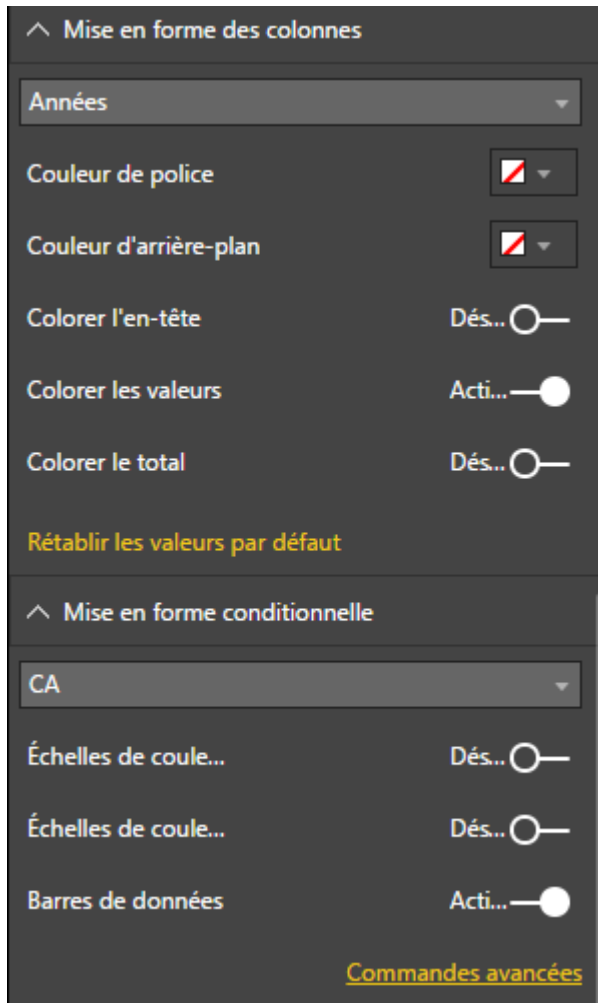 Mise en forme des colonnes
Années
Couleur de police
Couleur d'arrière-plan
Colorer l'en-tête Dés...
Colorer les valeurs Acti...
Colorer le total Dés...
Rétablir les valeurs par défaut
Mise en forme conditionnelle
CA
Échelles de coule... Dés...
Échelles de coule... Dés...
Barres de données Acti...
Commandes avancées